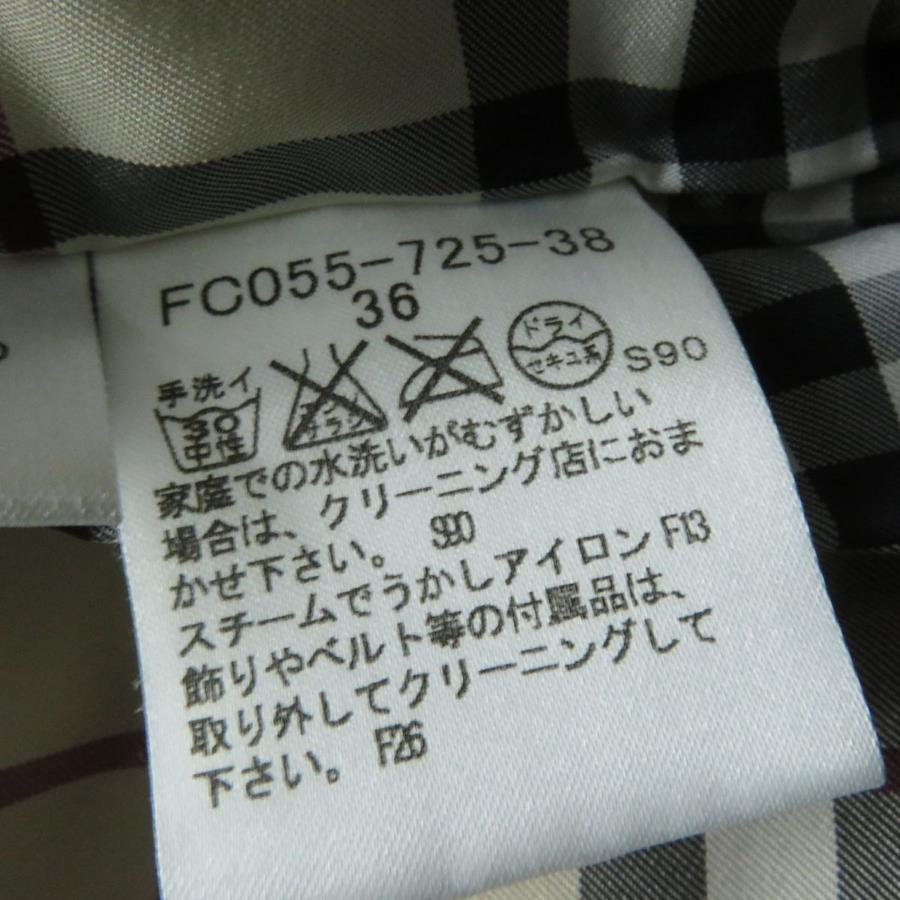 FC055-725-38
36
手洗イ
30
中性
エンソ
サラシ
ドライ
セキユ系
S90
家庭での水洗いがむずかしい
場合は、クリーニング店におま
かせ下さい。 S90
スチームでうかしアイロン F13
飾りやベルト等の付属品は、
取り外してクリーニングして
下さい。 F26